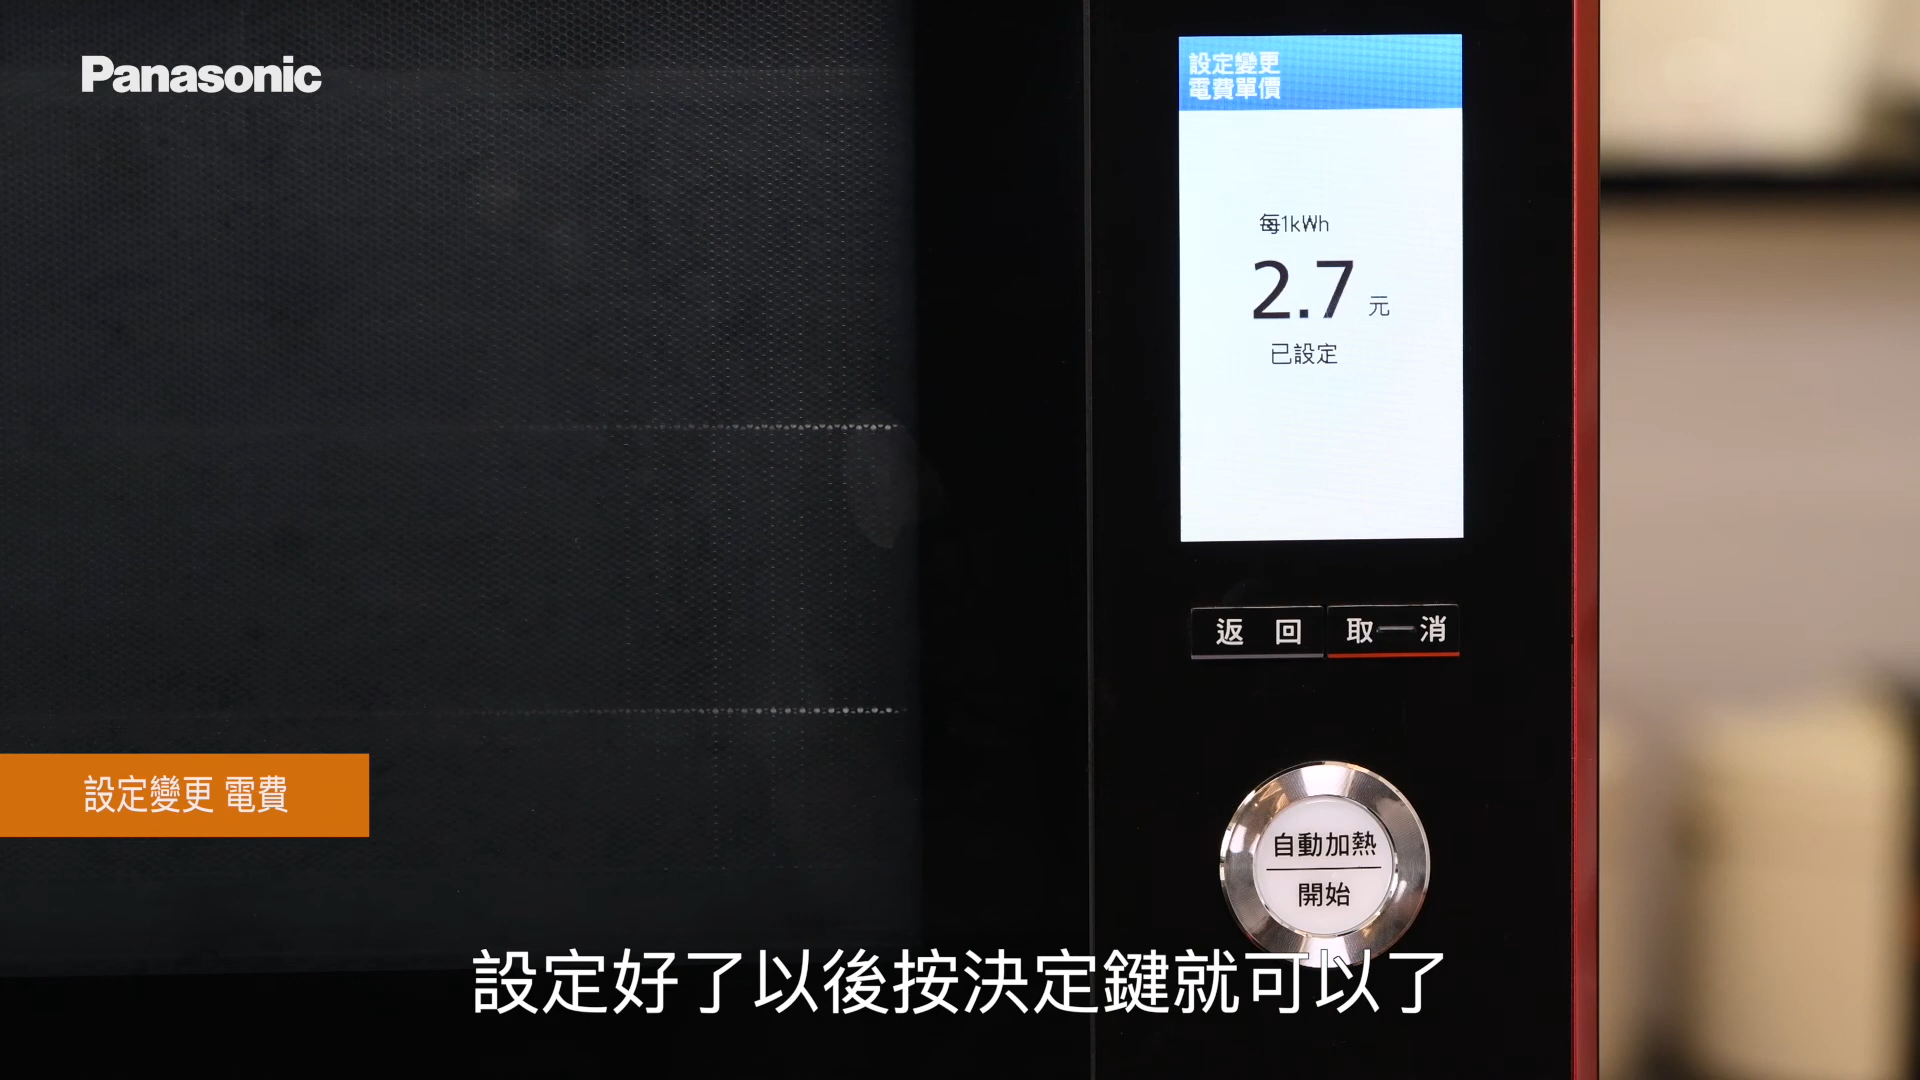 Panasonic
設定變更
電費單價
每1kWh
2.7 元
已設定
返回 取消
設定變更 電費
自動加熱
開始
設定好了以後按決定鍵就可以了